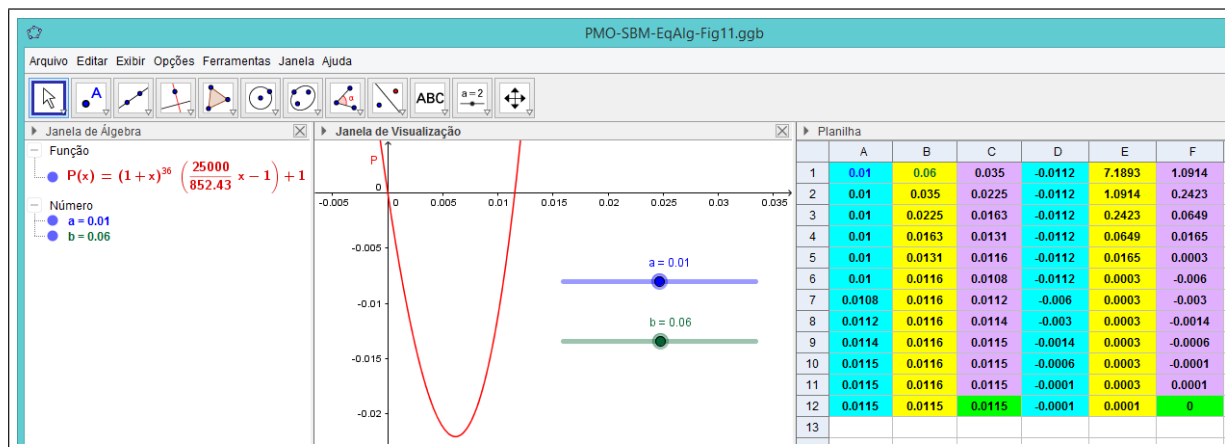 PMO-SBM-EqAlg-Fig11.ggb
Arquivo Editar Exibir Opções Ferramentas Janela Ajuda
A α ABC a=2
Janela de Álgebra
Função
P(x) = (1+x)^36 (25000/852.43 x − 1) + 1
Número
a = 0.01
b = 0.06
Janela de Visualização
P
0
-0.005 0 0.005 0.01 0.015 0.02 0.025 0.03 0.035
-0.005
-0.01
-0.015
-0.02
a = 0.01
b = 0.06
Planilha
A B C D E F
1 0.01 0.06 0.035 -0.0112 7.1893 1.0914
2 0.01 0.035 0.0225 -0.0112 1.0914 0.2423
3 0.01 0.0225 0.0163 -0.0112 0.2423 0.0649
4 0.01 0.0163 0.0131 -0.0112 0.0649 0.0165
5 0.01 0.0131 0.0116 -0.0112 0.0165 0.0003
6 0.01 0.0116 0.0108 -0.0112 0.0003 -0.006
7 0.0108 0.0116 0.0112 -0.006 0.0003 -0.003
8 0.0112 0.0116 0.0114 -0.003 0.0003 -0.0014
9 0.0114 0.0116 0.0115 -0.0014 0.0003 -0.0006
10 0.0115 0.0116 0.0115 -0.0006 0.0003 -0.0001
11 0.0115 0.0116 0.0115 -0.0001 0.0003 0.0001
12 0.0115 0.0115 0.0115 -0.0001 0.0001 0
13